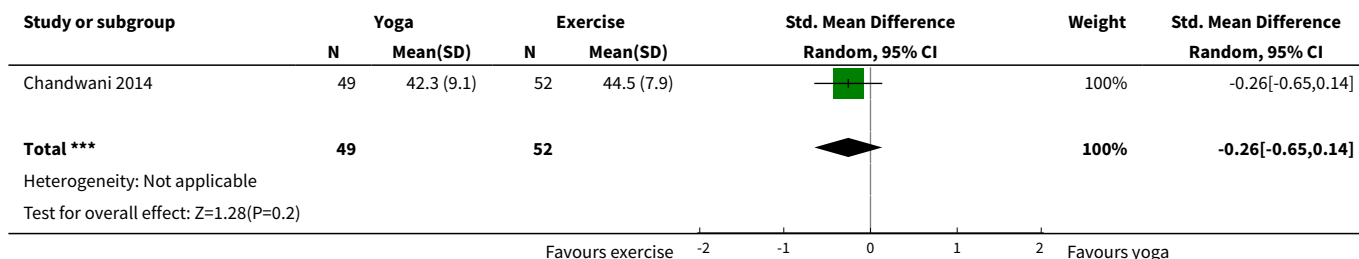 Study or subgroup Yoga Exercise Std. Mean Difference Weight Std. Mean Difference
N Mean(SD) N Mean(SD) Random, 95% CI Random, 95% CI
Chandwani 2014 49 42.3 (9.1) 52 44.5 (7.9) 100% -0.26[-0.65,0.14]
Total *** 49 52 100% -0.26[-0.65,0.14]
Heterogeneity: Not applicable
Test for overall effect: Z=1.28(P=0.2)
Favours exercise -2 -1 0 1 2 Favours yoga